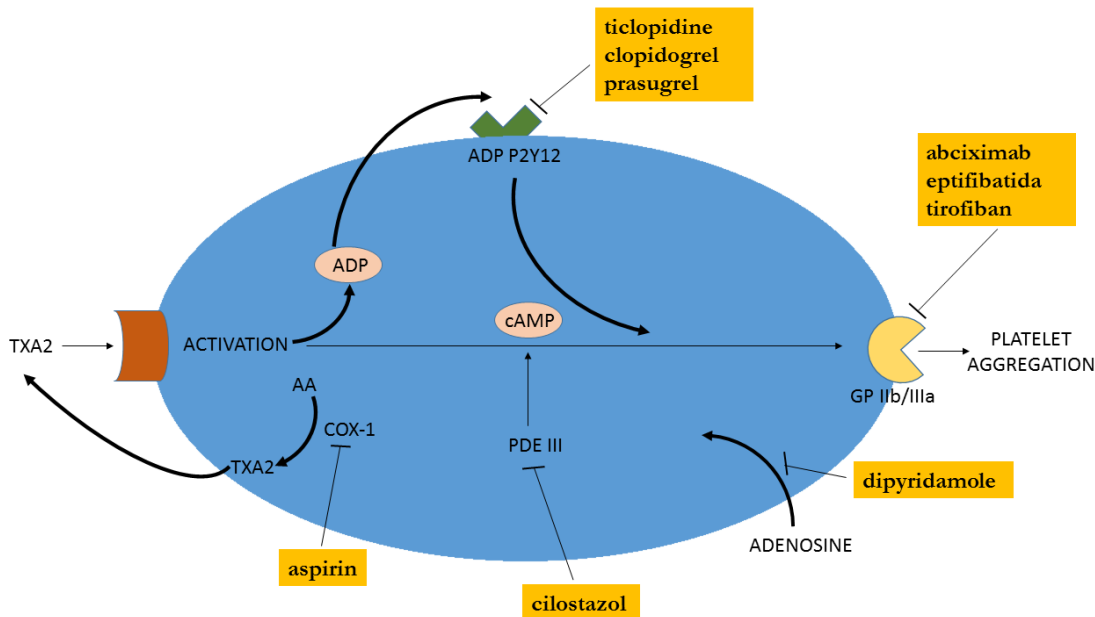 ticlopidine
clopidogrel
prasugrel
ADP P2Y12
abciximab
eptifibatida
tirofiban
ADP
cAMP
TXA2
ACTIVATION
PLATELET
AGGREGATION
GP IIb/IIIa
AA
COX-1
TXA2
PDE III
dipyridamole
ADENOSINE
aspirin
cilostazol